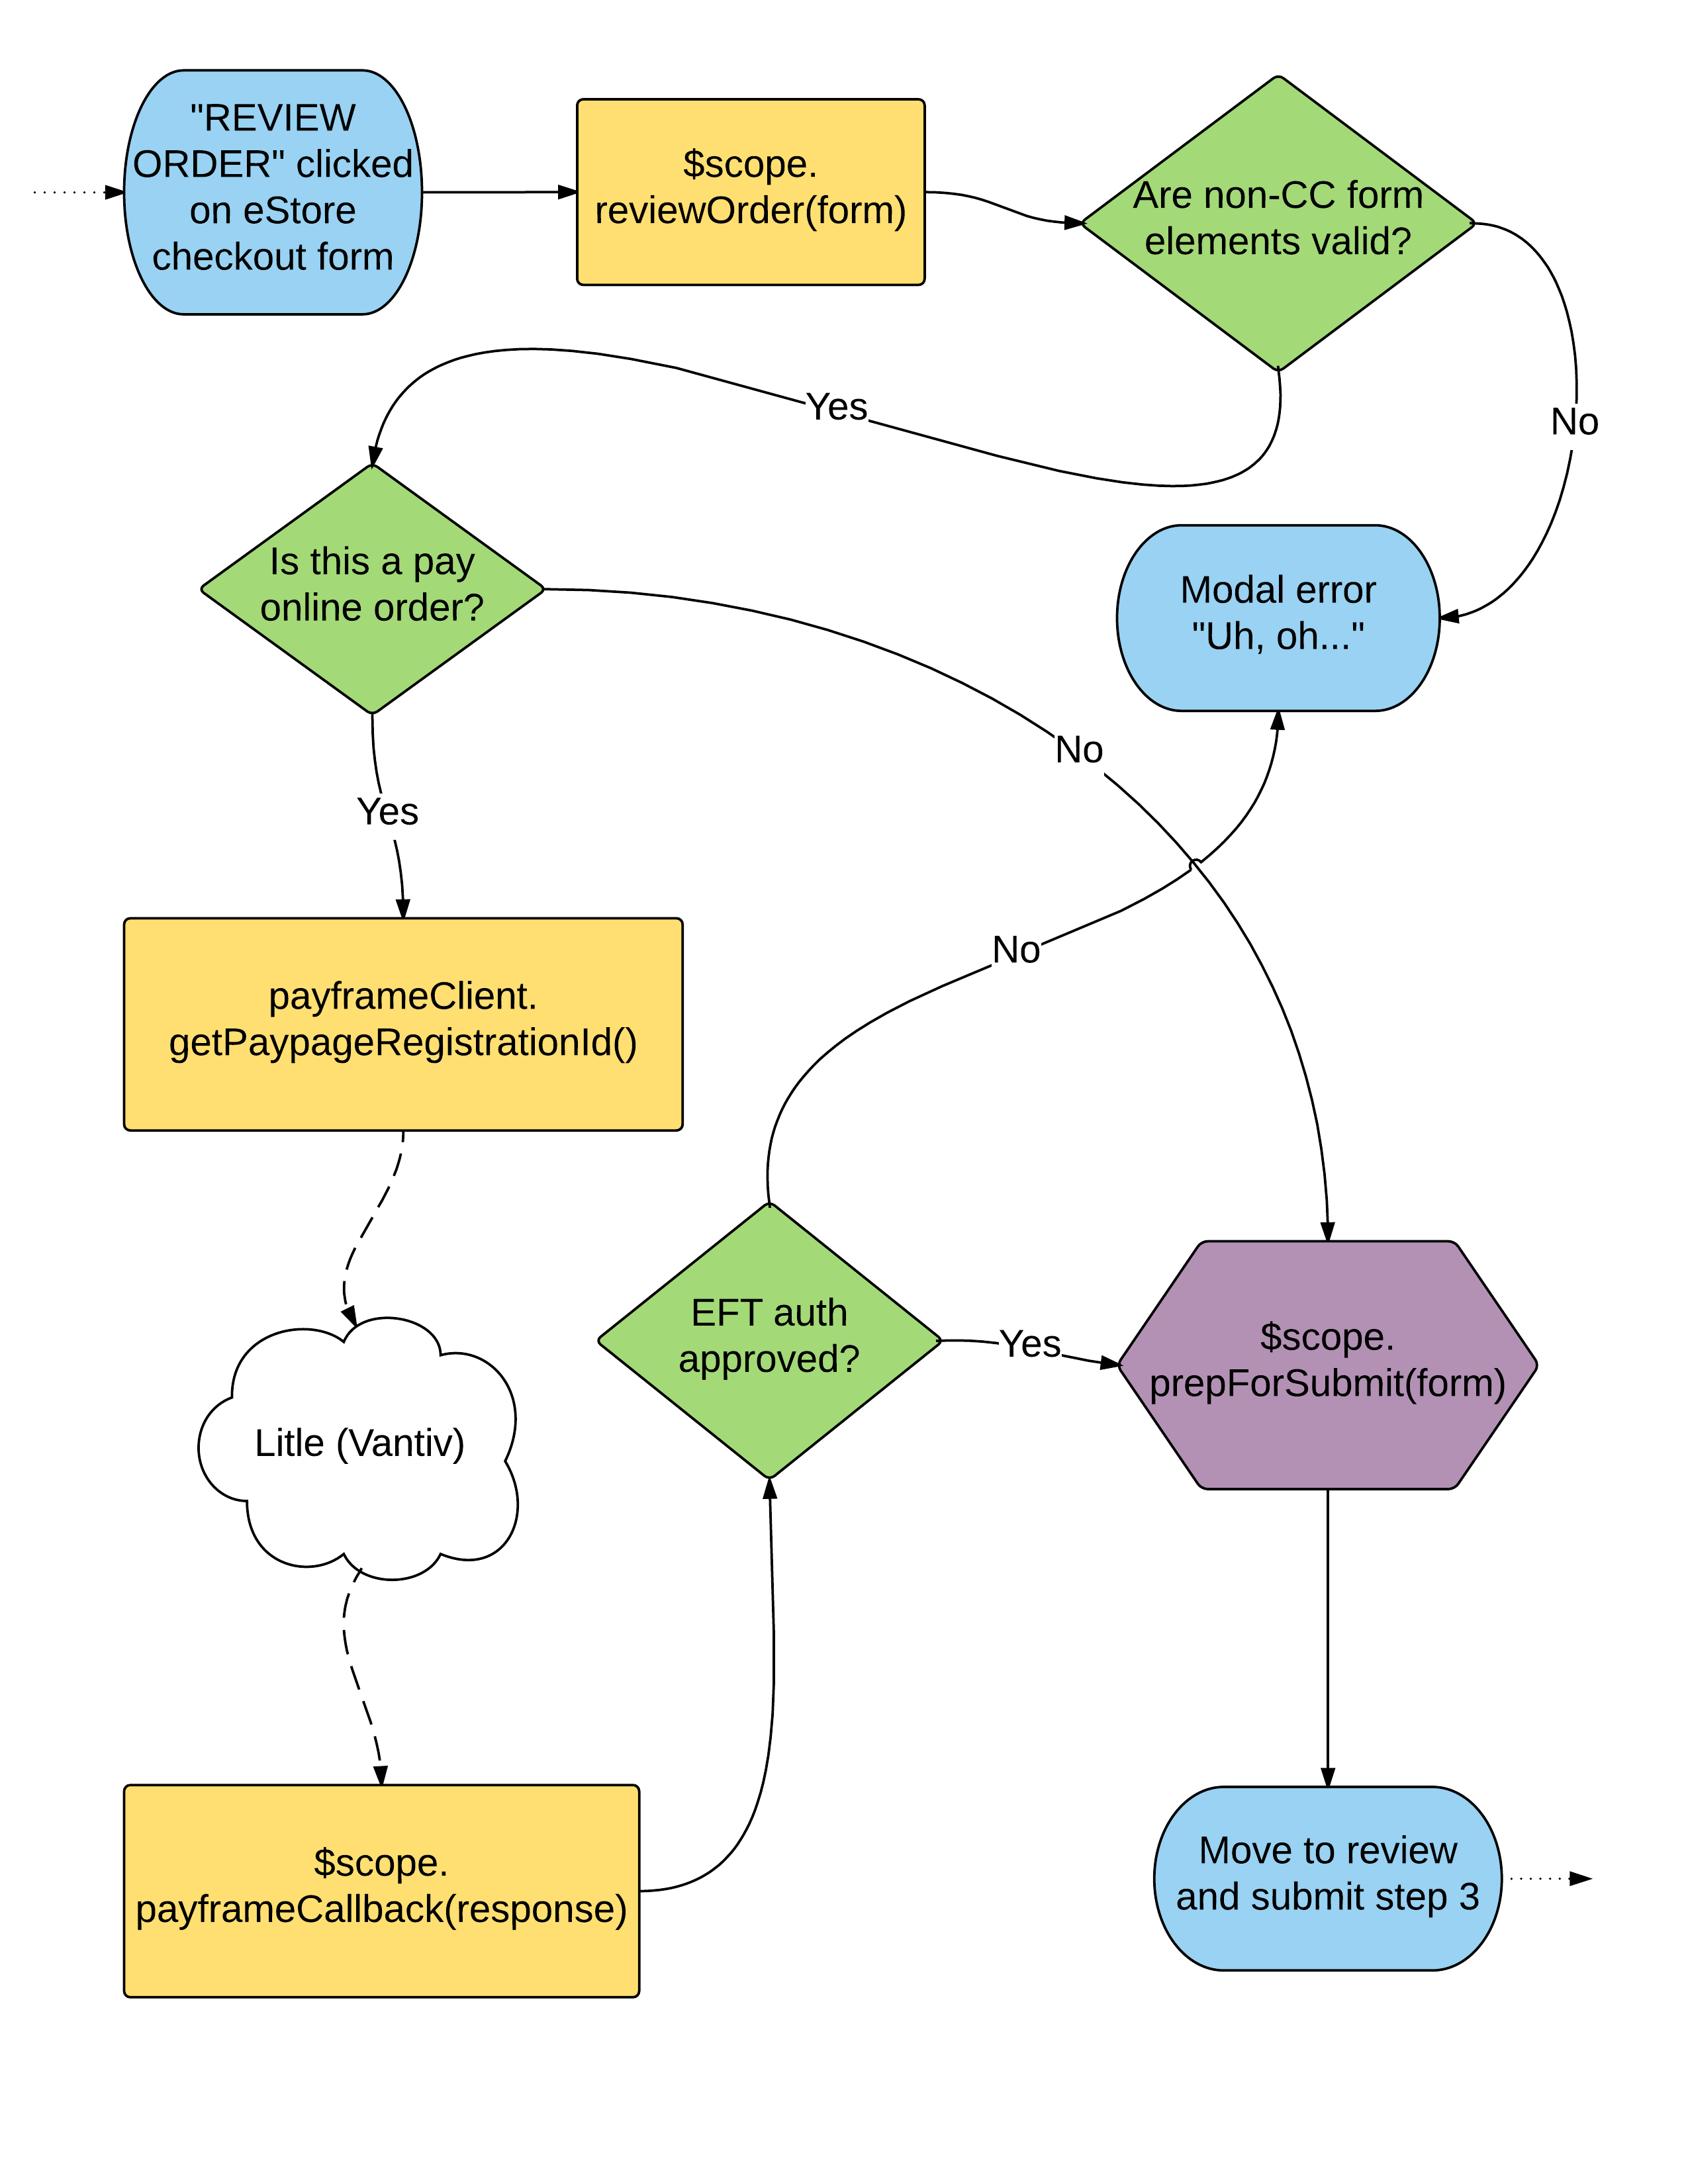 "REVIEW
ORDER" clicked
on eStore
checkout form
$scope.
reviewOrder(form)
Are non-CC form
elements valid?
Yes
No
Is this a pay
online order?
Modal error
"Uh, oh..."
No
Yes
No
payframeClient.
getPaypageRegistrationId()
EFT auth
approved?
Yes
$scope.
prepForSubmit(form)
Litle (Vantiv)
$scope.
payframeCallback(response)
Move to review
and submit step 3